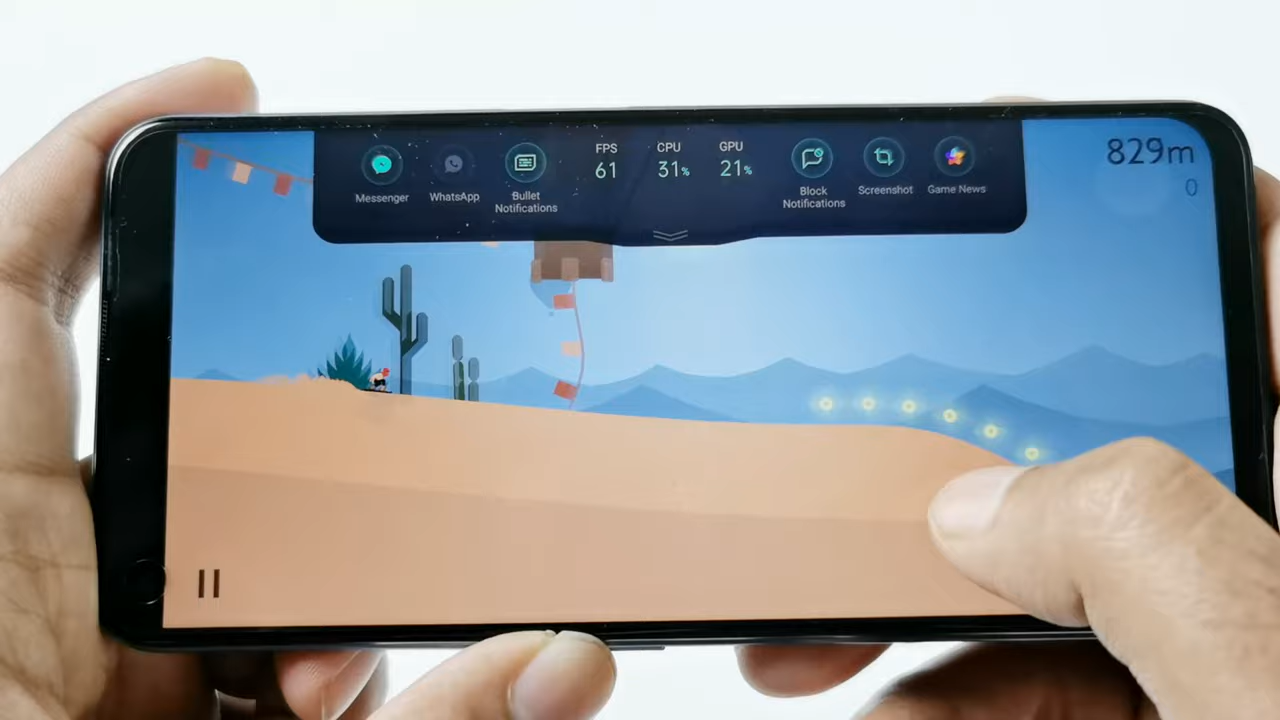 Messenger
WhatsApp
Bullet
Notifications
FPS
61
CPU
31%
GPU
21%
Block
Notifications
Screenshot
Game News
829m
0